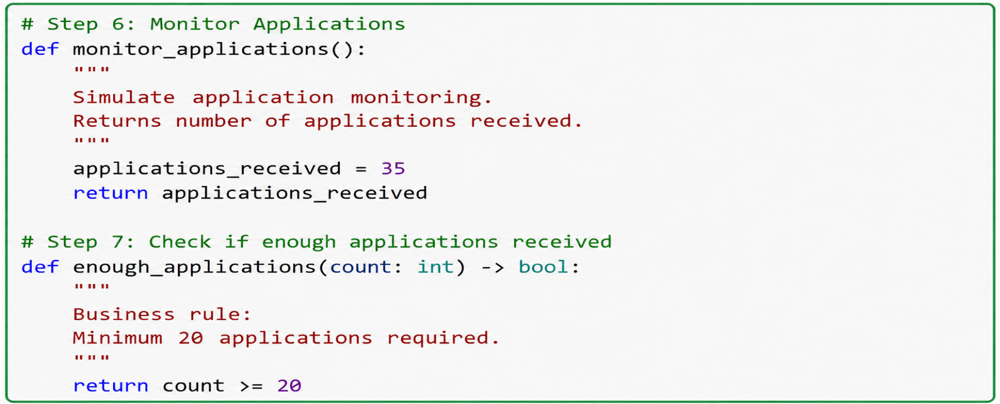 # Step 6: Monitor Applications
def monitor_applications():
    """
    Simulate application monitoring.
    Returns number of applications received.
    """
    applications_received = 35
    return applications_received

# Step 7: Check if enough applications received
def enough_applications(count: int) -> bool:
    """
    Business rule:
    Minimum 20 applications required.
    """
    return count >= 20